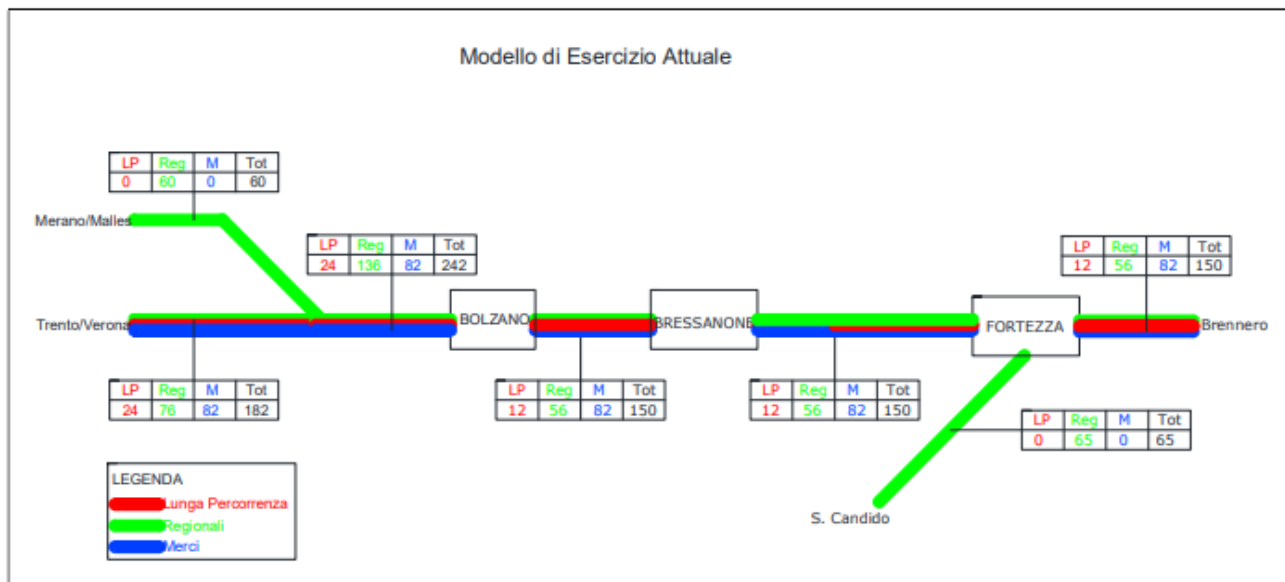 Modello di Esercizio Attuale
LP Reg M Tot
0 60 0 60
Merano/Malles
LP Reg M Tot
24 136 82 242
LP Reg M Tot
12 56 82 150
Trento/Verona
BOLZANO
BRESSANONE
FORTEZZA
Brennero
LP Reg M Tot
24 76 82 182
LP Reg M Tot
12 56 82 150
LP Reg M Tot
12 56 82 150
LP Reg M Tot
0 65 0 65
S. Candido
LEGENDA
Lunga Percorrenza
Regionali
Merci